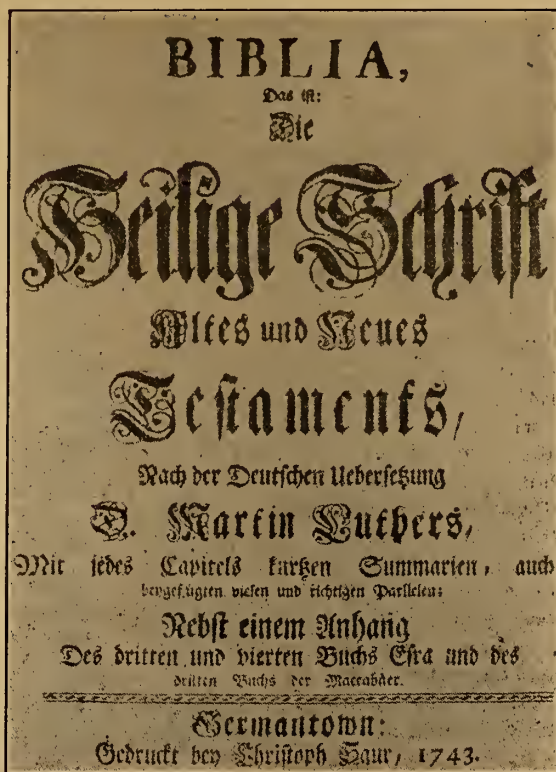 BIBLIA,
Das ist:
Die
Heilige Schrift
Altes und Neues
Testaments,
Nach der Deutschen Uebersetzung
D. Martin Luthers,
Mit jedes Capitels kurtzen Summarien, auch
beygefügten vielen und richtigen Parllelen;
Nebst einem Anhang
Des dritten und vierten Buchs Esra und des
dritten Buchs der Maccabäer.
Germantown:
Gedruckt bey Christoph Saur, 1743.